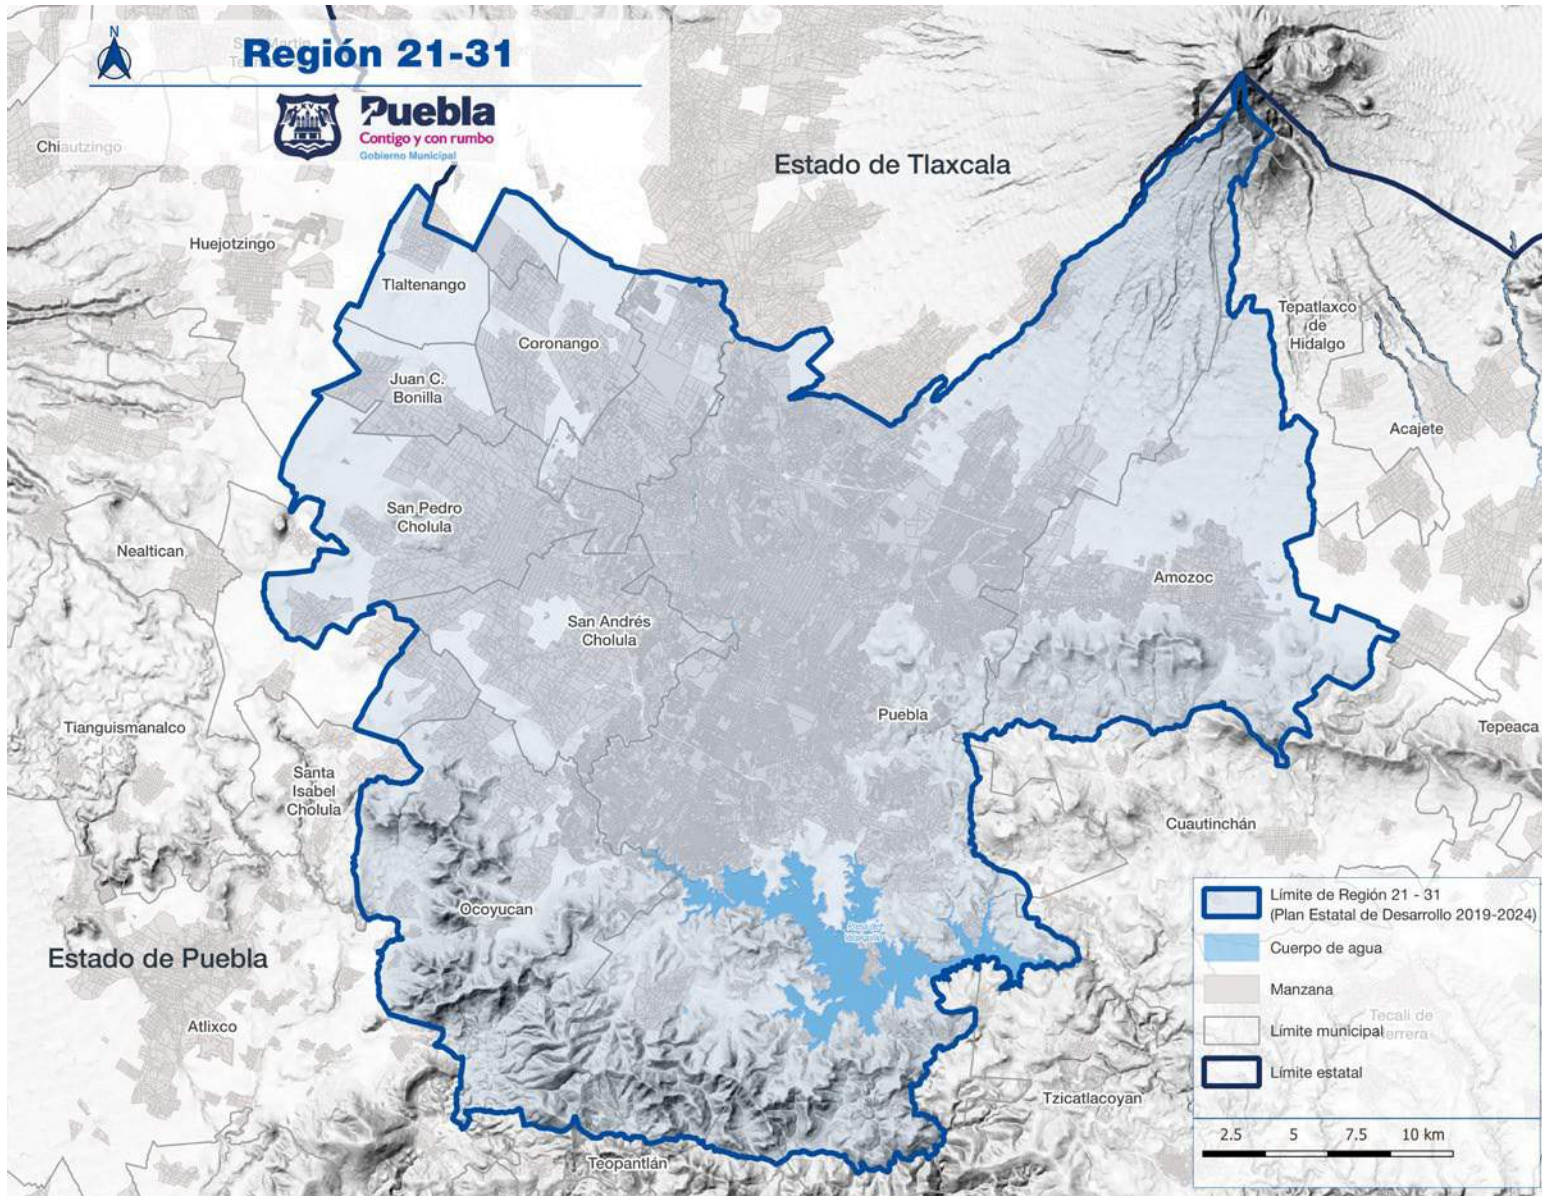 N
Región 21-31
Puebla
Contigo y con rumbo
Gobierno Municipal
Chiautzingo
Estado de Tlaxcala
Huejotzingo
Tlaltenango
Coronango
Tepatlaxco
de
Hidalgo
Juan C.
Bonilla
Acajete
San Pedro
Cholula
Nealtican
Amozoc
San Andrés
Cholula
Puebla
Tianguismanalco
Tepeaca
Santa
Isabel
Cholula
Cuautinchán
Ocoyucan
Estado de Puebla
Atlixco
Límite de Región 21 - 31
(Plan Estatal de Desarrollo 2019-2024)
Cuerpo de agua
Manzana
Límite municipal
Límite estatal
Tecali de
Herrera
Tzicatlacoyan
Teopantlán
2.5 5 7.5 10 km